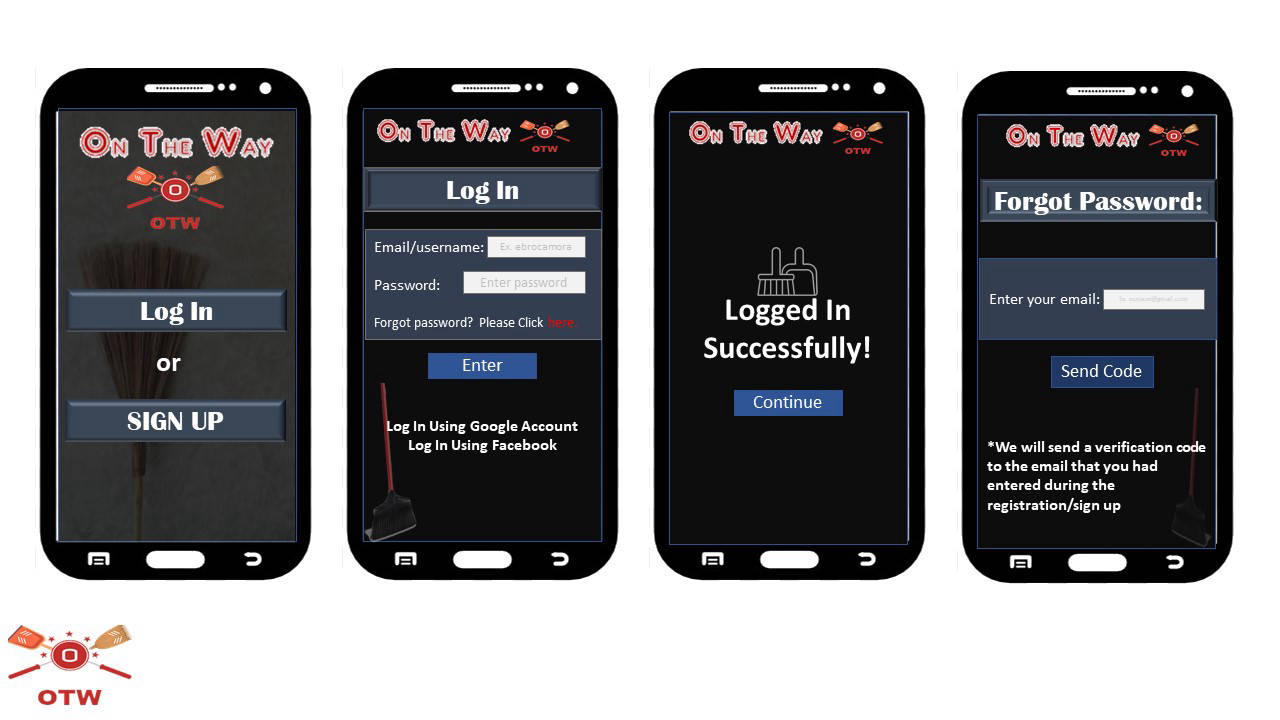 On The Way
O
OTW
Log In
or
SIGN UP
On The Way
O
OTW
Log In
Email/username: Ex. ebrocamora
Password: Enter password
Forgot password? Please Click here.
Enter
Log In Using Google Account
Log In Using Facebook
On The Way
O
OTW
Logged In
Successfully!
Continue
On The Way
O
OTW
Forgot Password:
Enter your email:
Send Code
*We will send a verification code
to the email that you had
entered during the
registration/sign up
O
OTW